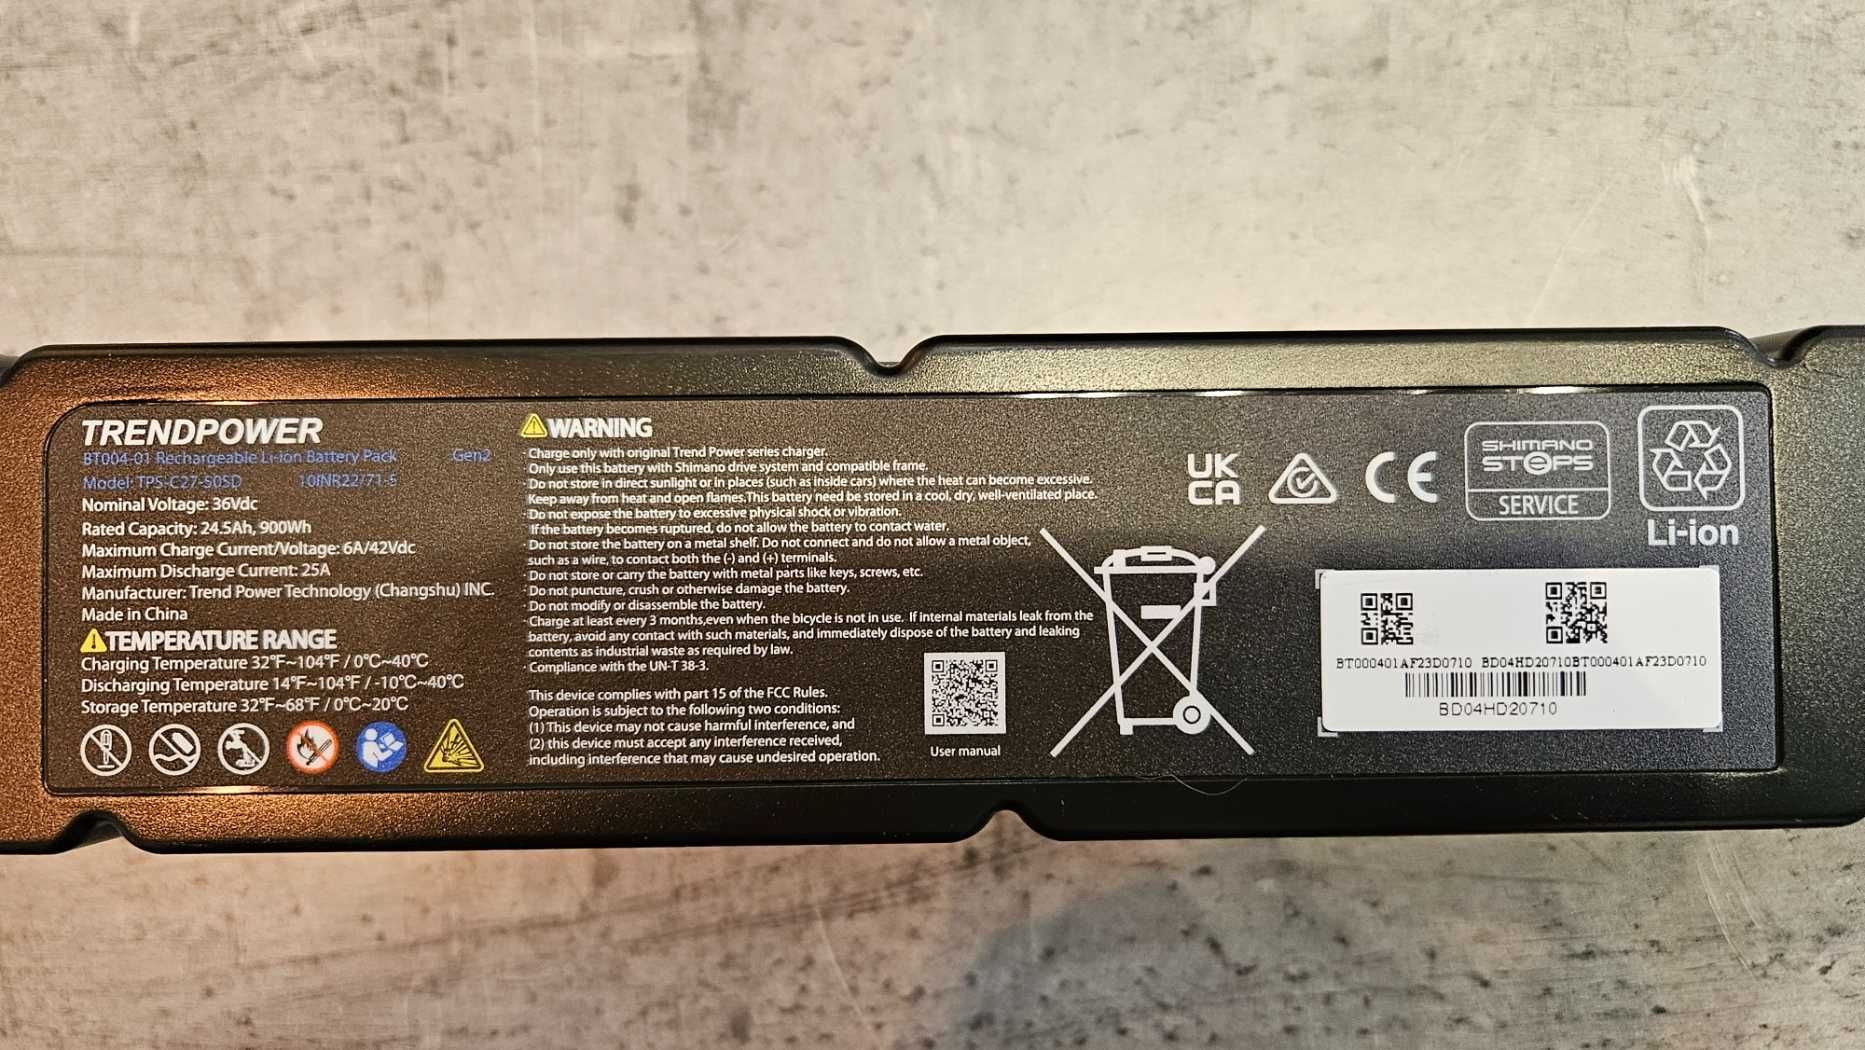 TRENDPOWER
BT004-01 Rechargeable Li-ion Battery Pack Gen2
Model: TPS-C27-50SD 10INR22/71-5
Nominal Voltage: 36Vdc
Rated Capacity: 24.5Ah, 900Wh
Maximum Charge Current/Voltage: 6A/42Vdc
Maximum Discharge Current: 25A
Manufacturer: Trend Power Technology (Changshu) INC.
Made in China
TEMPERATURE RANGE
Charging Temperature 32°F~104°F / 0°C~40°C
Discharging Temperature 14°F~104°F / -10°C~40°C
Storage Temperature 32°F~68°F / 0°C~20°C
WARNING
· Charge only with original Trend Power series charger.
· Only use this battery with Shimano drive system and compatible frame.
· Do not store in direct sunlight or in places (such as inside cars) where the heat can become excessive.
Keep away from heat and open flames.This battery need be stored in a cool, dry, well-ventilated place.
· Do not expose the battery to excessive physical shock or vibration.
· If the battery becomes ruptured, do not allow the battery to contact water.
· Do not store the battery on a metal shelf. Do not connect and do not allow a metal object,
such as a wire, to contact both the (-) and (+) terminals.
· Do not store or carry the battery with metal parts like keys, screws, etc.
· Do not puncture, crush or otherwise damage the battery.
· Do not modify or disassemble the battery.
· Charge at least every 3 months,even when the bicycle is not in use. If internal materials leak from the
battery, avoid any contact with such materials, and immediately dispose of the battery and leaking
contents as industrial waste as required by law.
· Compliance with the UN-T 38-3.
This device complies with part 15 of the FCC Rules.
Operation is subject to the following two conditions:
(1) This device may not cause harmful interference, and
(2) this device must accept any interference received,
including interference that may cause undesired operation.
User manual
UK
CA
CE
SHIMANO
STEPS
SERVICE
Li-ion
BT000401AF23D0710 BD04HD20710BT000401AF23D0710
BD04HD20710